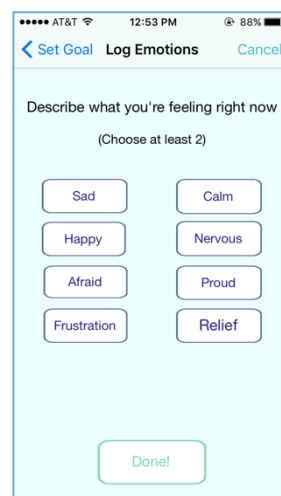 AT&T 12:53 PM 88%
Set Goal Log Emotions Cancel
Describe what you're feeling right now
(Choose at least 2)
Sad Calm
Happy Nervous
Afraid Proud
Frustration Relief
Done!